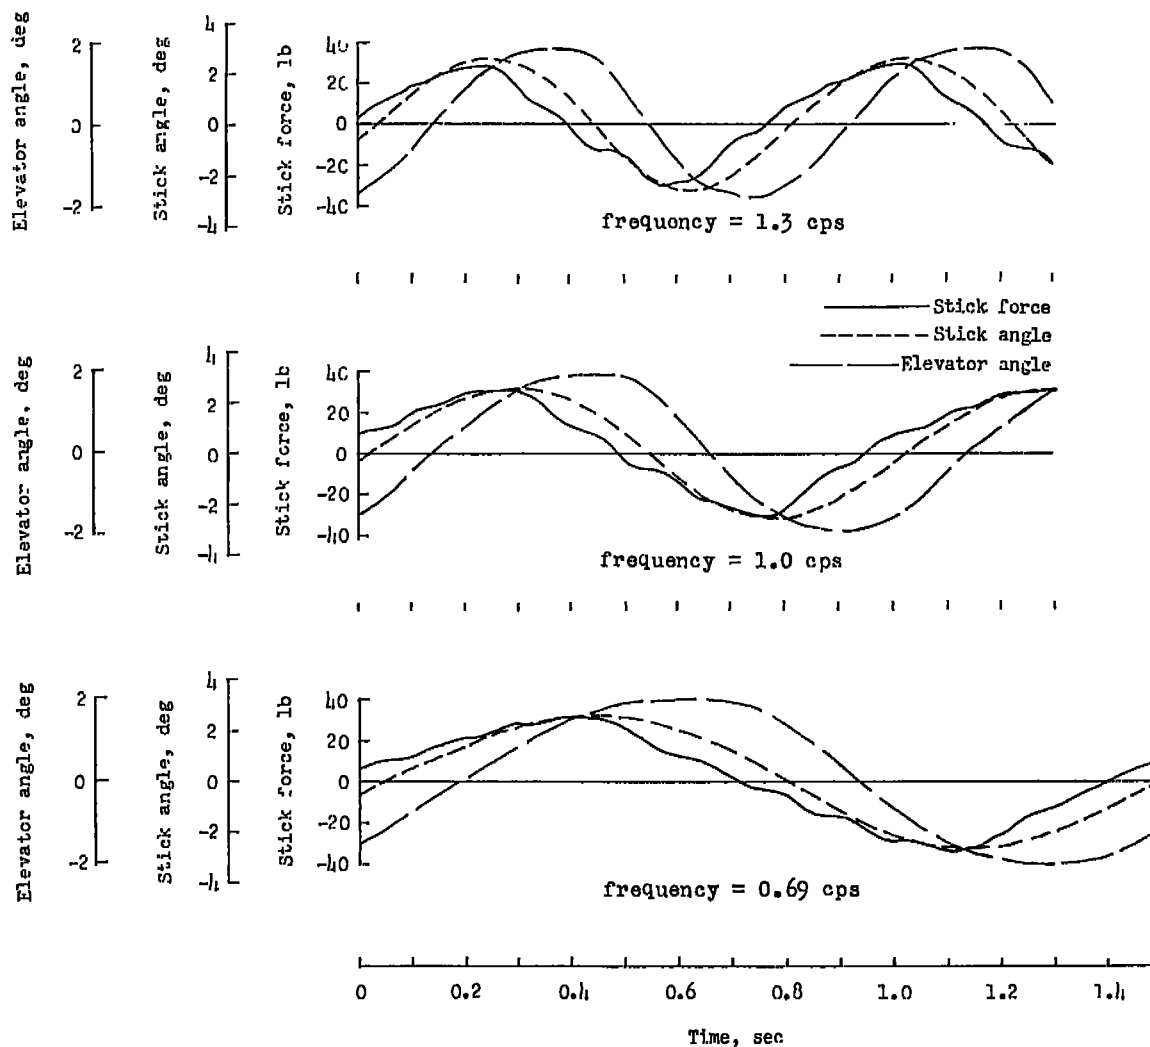 Elevator angle, deg
2
0
-2
Stick angle, deg
4
2
0
-2
-4
Stick force, lb
40
20
0
-20
-40
frequency = 1.3 cps
Stick force
Stick angle
Elevator angle
Elevator angle, deg
2
0
-2
Stick angle, deg
4
2
0
-2
-4
Stick force, lb
40
20
0
-20
-40
frequency = 1.0 cps
Elevator angle, deg
2
0
-2
Stick angle, deg
4
2
0
-2
-4
Stick force, lb
40
20
0
-20
-40
frequency = 0.69 cps
0 0.2 0.4 0.6 0.8 1.0 1.2 1.4
Time, sec